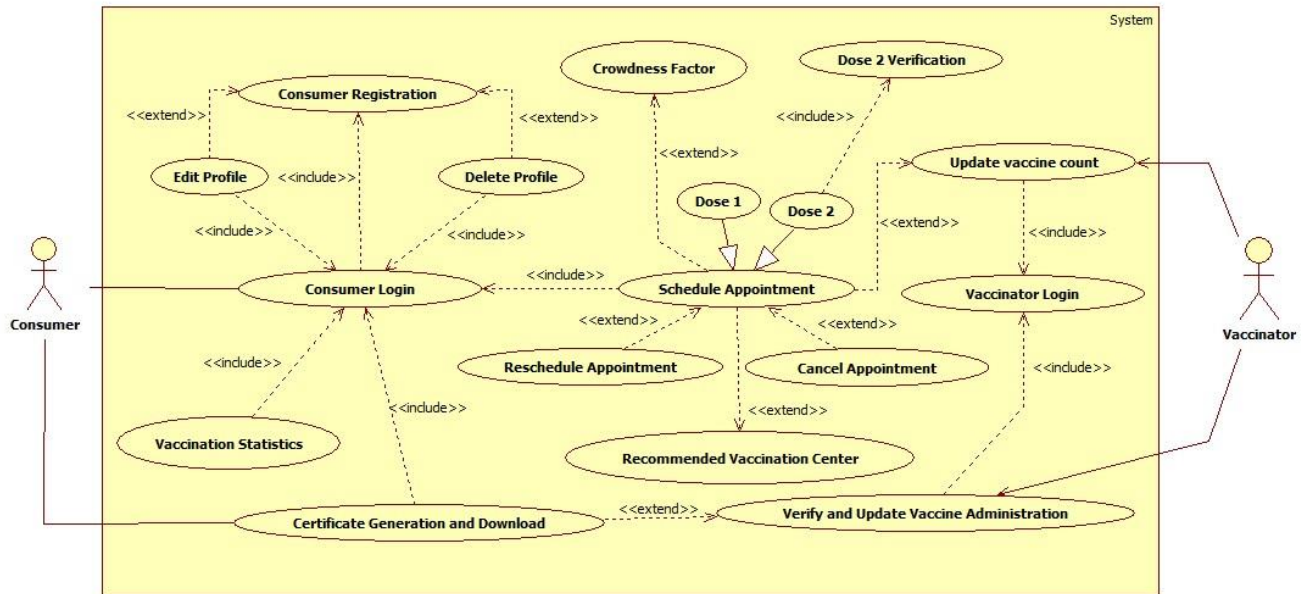 System
Crowdness Factor
Dose 2 Verification
Consumer Registration
<<extend>>
<<extend>>
<<include>>
<<extend>>
Update vaccine count
Edit Profile
<<include>>
Delete Profile
Dose 1
Dose 2
<<extend>>
<<include>>
<<include>>
<<include>>
<<include>>
Consumer Login
Schedule Appointment
Vaccinator Login
Consumer
Vaccinator
<<extend>>
<<extend>>
<<include>>
Reschedule Appointment
Cancel Appointment
<<include>>
<<include>>
<<extend>>
Vaccination Statistics
Recommended Vaccination Center
Certificate Generation and Download
<<extend>>
Verify and Update Vaccine Administration